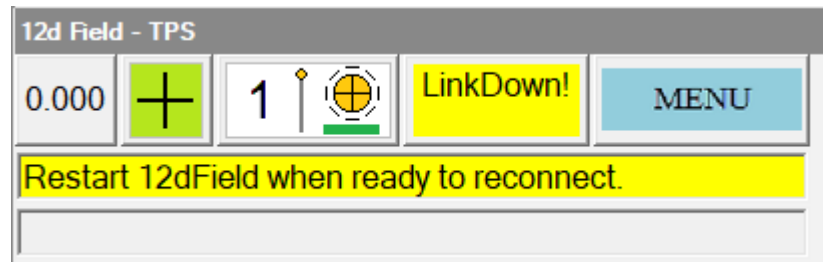 12d Field - TPS
0.000 1 LinkDown! MENU
Restart 12dField when ready to reconnect.